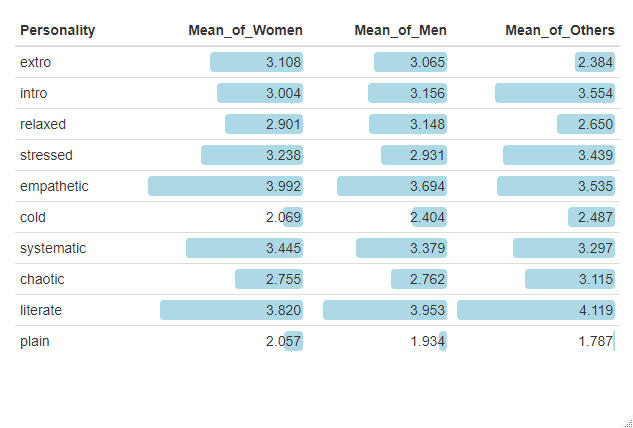 Personality Mean_of_Women Mean_of_Men Mean_of_Others
extro 3.108 3.065 2.384
intro 3.004 3.156 3.554
relaxed 2.901 3.148 2.650
stressed 3.238 2.931 3.439
empathetic 3.992 3.694 3.535
cold 2.069 2.404 2.487
systematic 3.445 3.379 3.297
chaotic 2.755 2.762 3.115
literate 3.820 3.953 4.119
plain 2.057 1.934 1.787